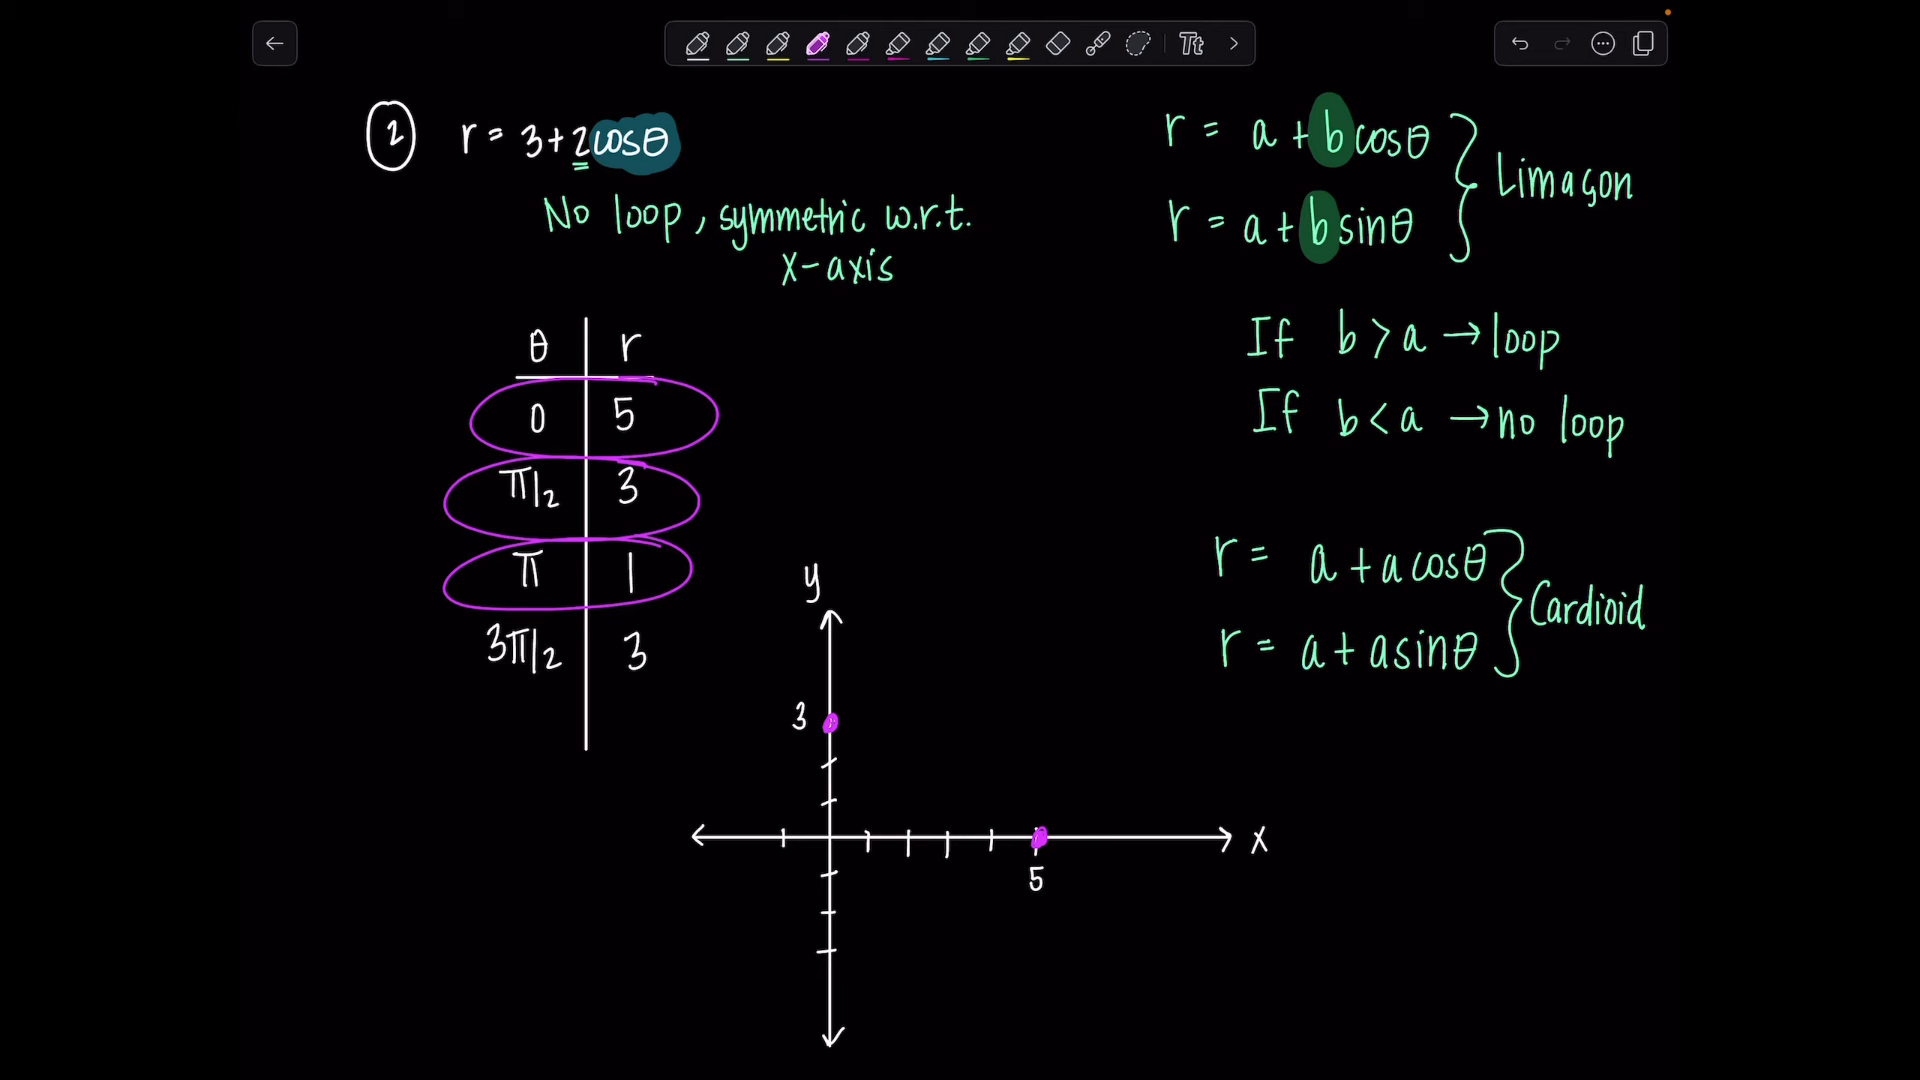 Tt
② r = 3+2cosθ
No loop, symmetric w.r.t.
x-axis
θ r
0 5
π/2 3
π 1
3π/2 3
y
3
x
5
r = a + b cosθ
r = a + b sinθ
Limaçon
If b > a → loop
If b < a → no loop
r = a + a cosθ
r = a + a sinθ
Cardioid